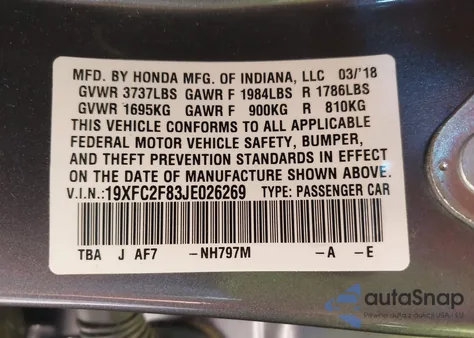 MFD. BY HONDA MFG. OF INDIANA, LLC 03/'18
GVWR 3737LBS GAWR F 1984LBS R 1786LBS
GVWR 1695KG GAWR F 900KG R 810KG
THIS VEHICLE CONFORMS TO ALL APPLICABLE
FEDERAL MOTOR VEHICLE SAFETY, BUMPER,
AND THEFT PREVENTION STANDARDS IN EFFECT
ON THE DATE OF MANUFACTURE SHOWN ABOVE.
V.I.N.:19XFC2F83JE026269 TYPE: PASSENGER CAR
TBA J AF7 -NH797M -A -E
autoSnap